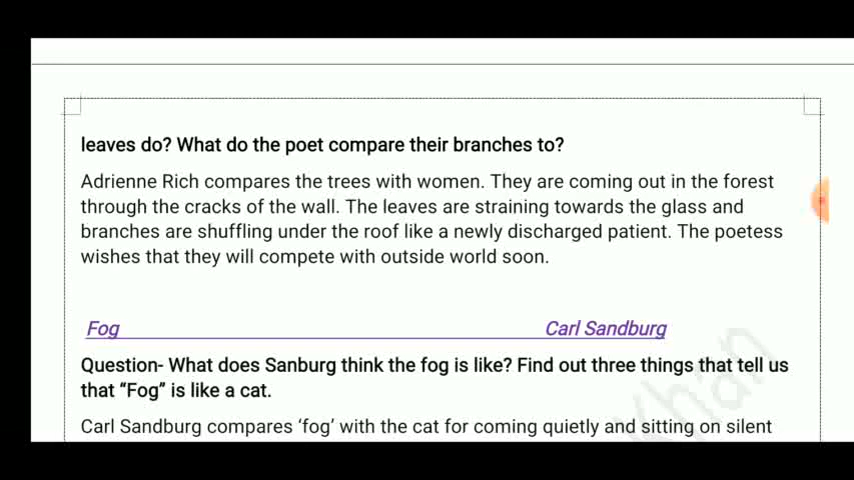 leaves do? What do the poet compare their branches to?
Adrienne Rich compares the trees with women. They are coming out in the forest
through the cracks of the wall. The leaves are straining towards the glass and
branches are shuffling under the roof like a newly discharged patient. The poetess
wishes that they will compete with outside world soon.
Fog Carl Sandburg
Question- What does Sanburg think the fog is like? Find out three things that tell us
that “Fog” is like a cat.
Carl Sandburg compares ‘fog’ with the cat for coming quietly and sitting on silent
Khan